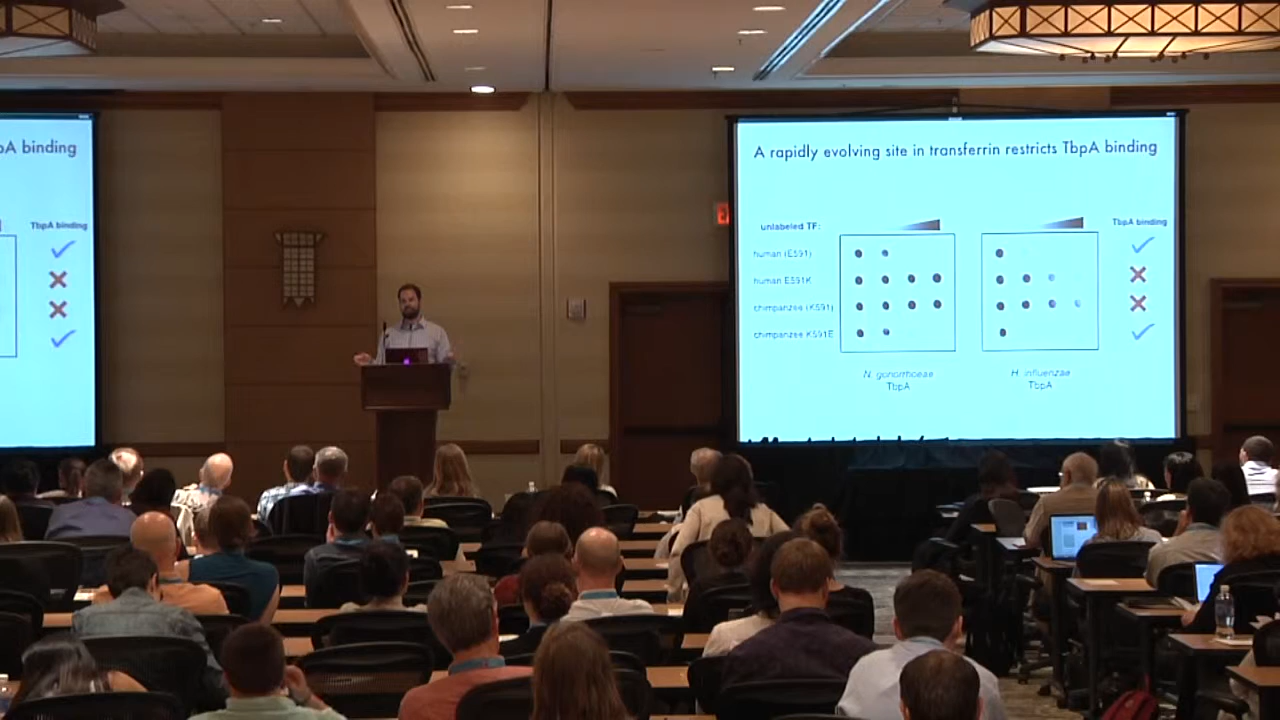 pA binding
TbpA binding
A rapidly evolving site in transferrin restricts TbpA binding
unlabeled TF:
TbpA binding
human (E591)
human E591K
chimpanzee (K591)
chimpanzee K591E
N. gonorrhoeae
TbpA
H. influenzae
TbpA